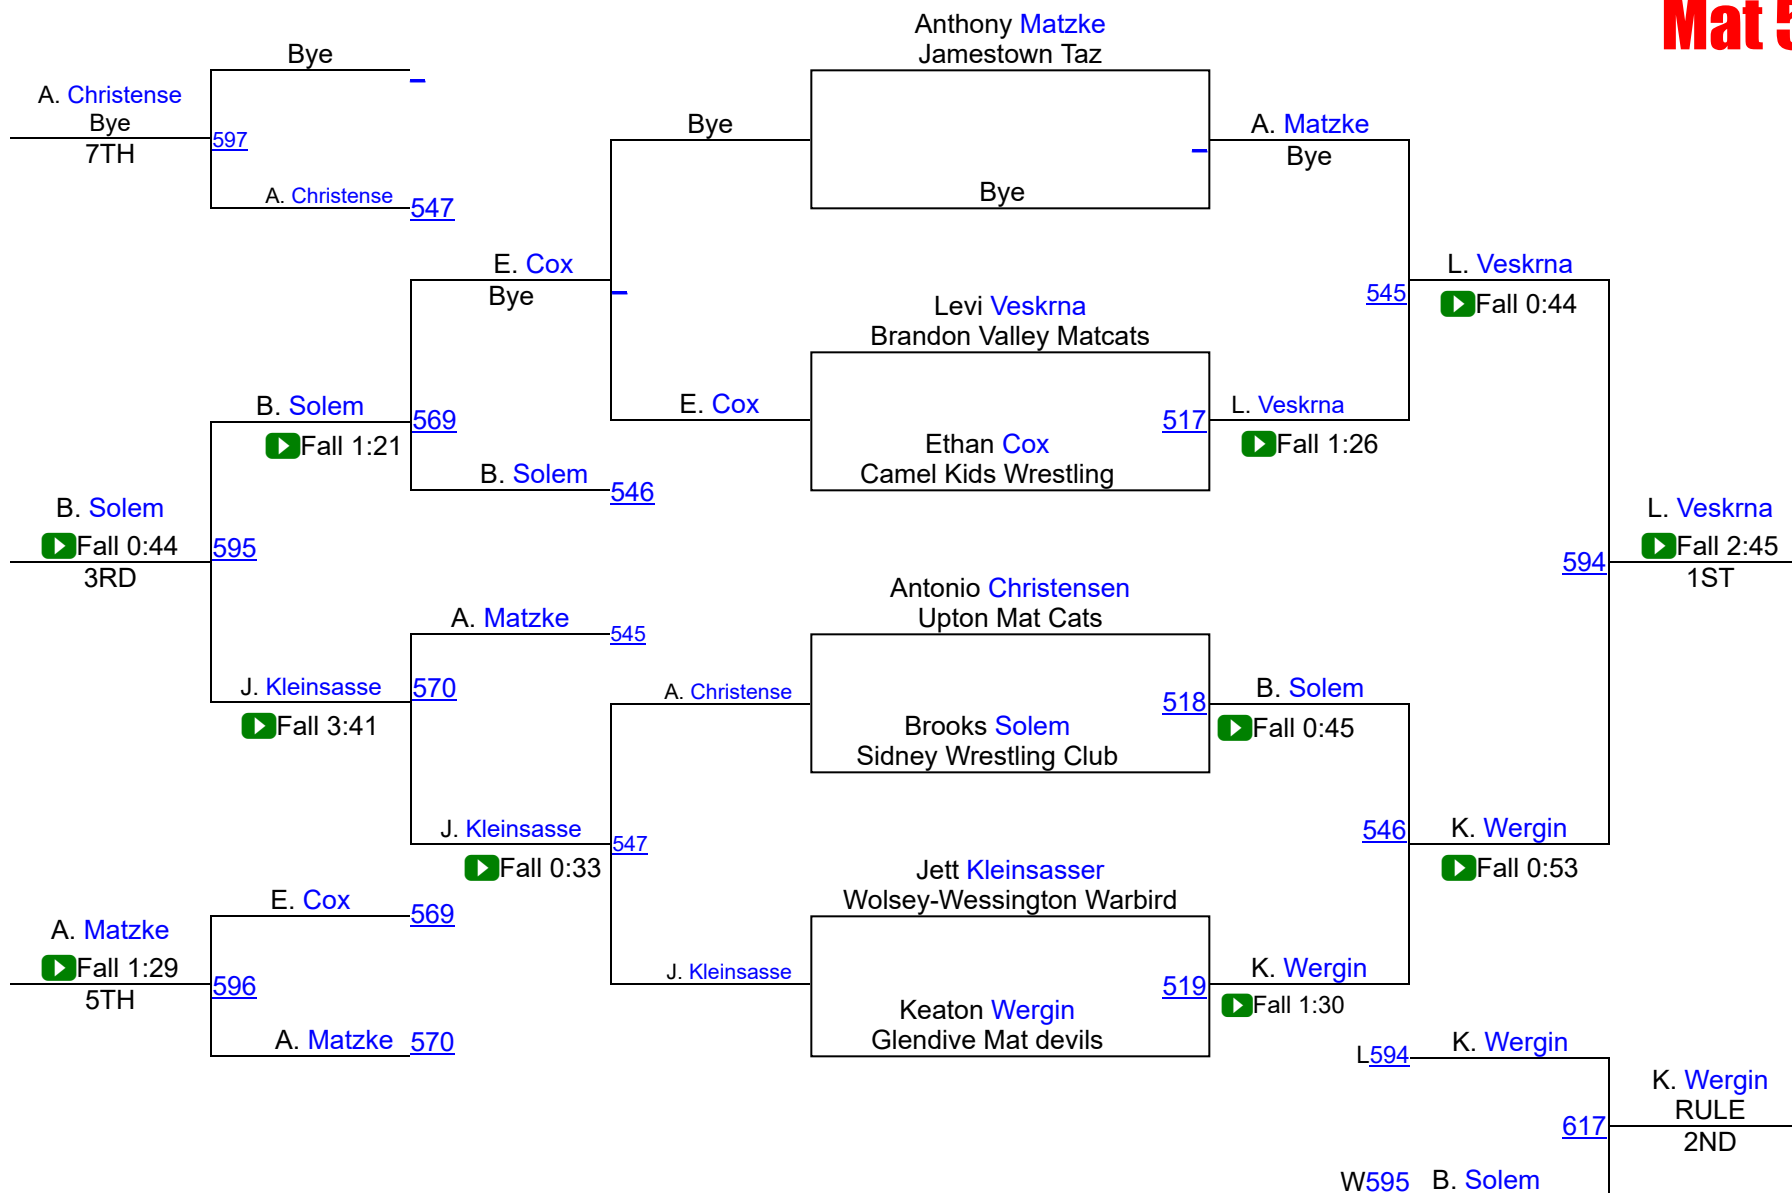 Mat 5
Anthony Matzke
Jamestown Taz
Bye
A. Christense
Bye
597
7TH
A. Christense 547
Bye
Bye
A. Matzke
Bye
E. Cox
Bye
Levi Veskrna
Brandon Valley Matcats
545
L. Veskrna
Fall 0:44
B. Solem
569
Fall 1:21
E. Cox
Ethan Cox
Camel Kids Wrestling
517
L. Veskrna
Fall 1:26
B. Solem
546
B. Solem
Fall 0:44
595
3RD
L. Veskrna
Fall 2:45
594
1ST
Antonio Christensen
Upton Mat Cats
A. Matzke
545
J. Kleinsasse
570
Fall 3:41
A. Christense
Brooks Solem
Sidney Wrestling Club
518
B. Solem
Fall 0:45
J. Kleinsasse
547
Fall 0:33
546
K. Wergin
Fall 0:53
Jett Kleinsasser
Wolsey-Wessington Warbird
E. Cox
569
A. Matzke
Fall 1:29
596
5TH
A. Matzke 570
J. Kleinsasse
Keaton Wergin
Glendive Mat devils
519
K. Wergin
Fall 1:30
L594
K. Wergin
K. Wergin
RULE
617
2ND
W595 B. Solem